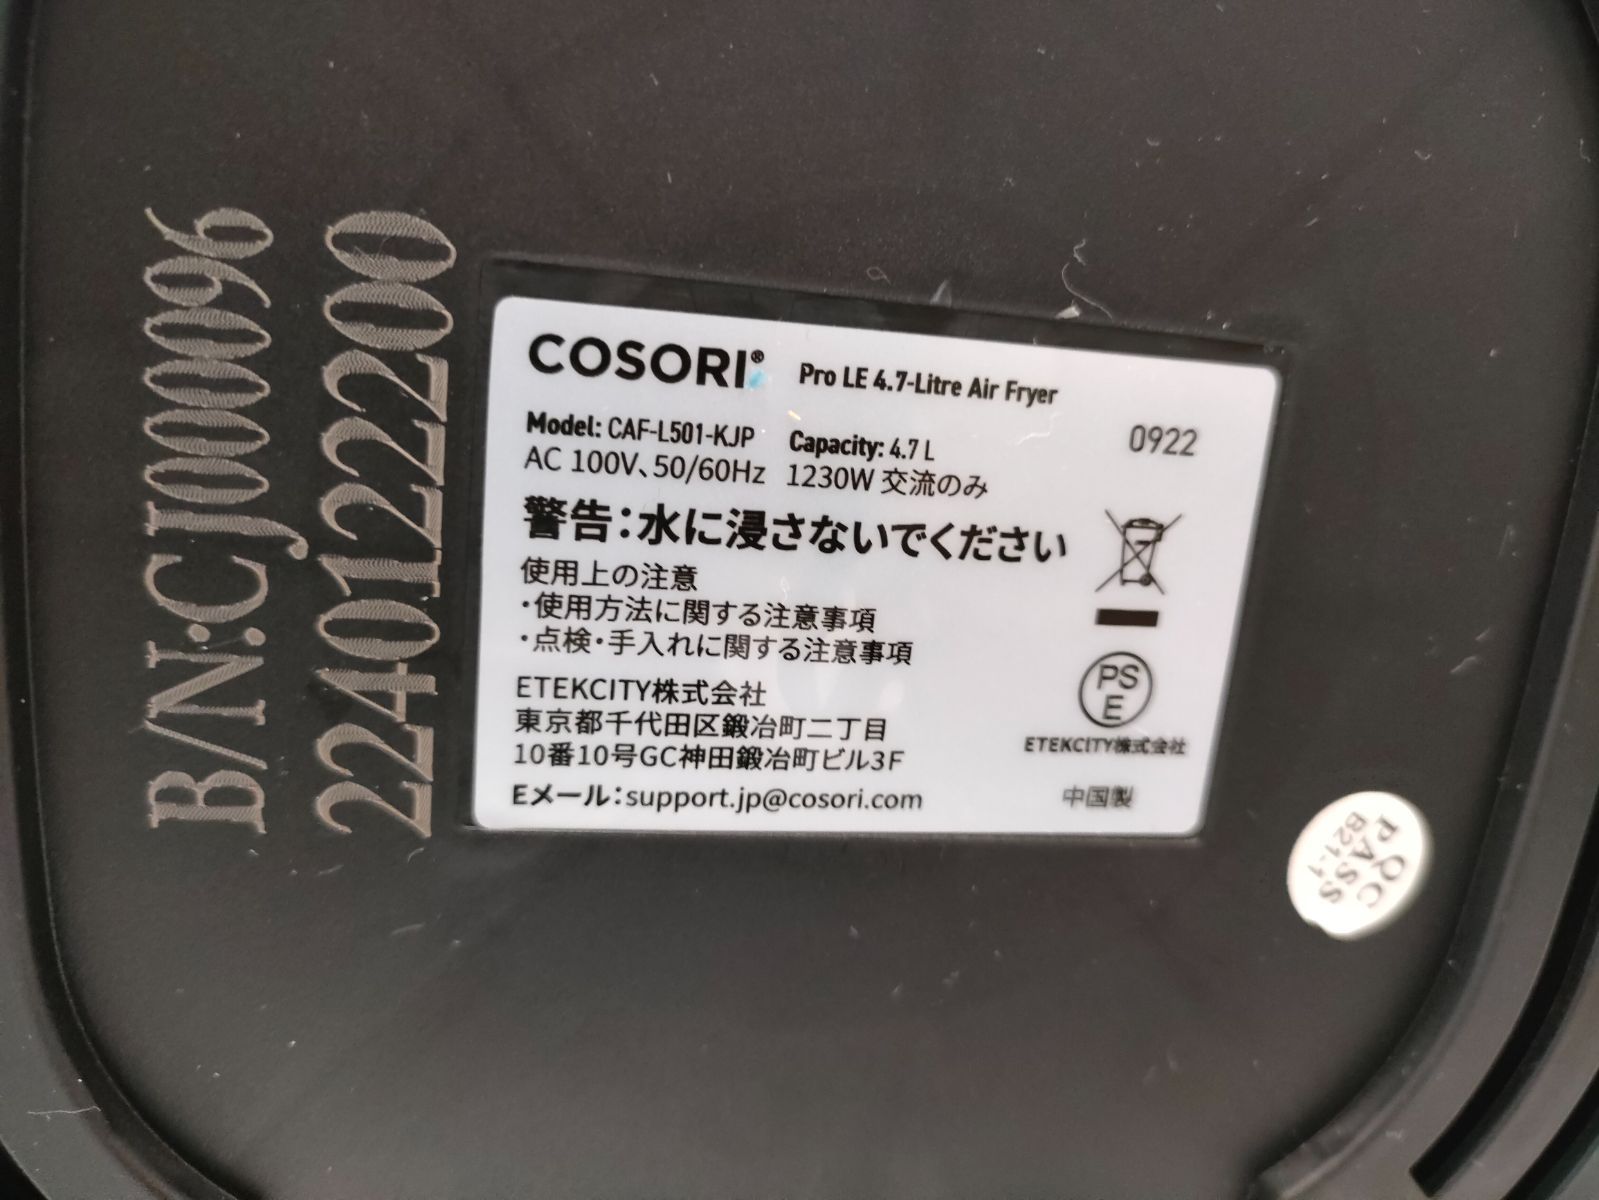 B/N:CJ000096
2240122200
COSORI® Pro LE 4.7-Litre Air Fryer
Model: CAF-L501-KJP Capacity: 4.7 L
0922
AC 100V、50/60Hz 1230W 交流のみ
警告：水に浸さないでください
使用上の注意
・使用方法に関する注意事項
・点検・手入れに関する注意事項
ETEKCITY株式会社
東京都千代田区鍛冶町二丁目
10番10号GC神田鍛冶町ビル3F
Eメール：support.jp@cosori.com
PS
E
ETEKCITY株式会社
中国製
QC
PASS
B21-1